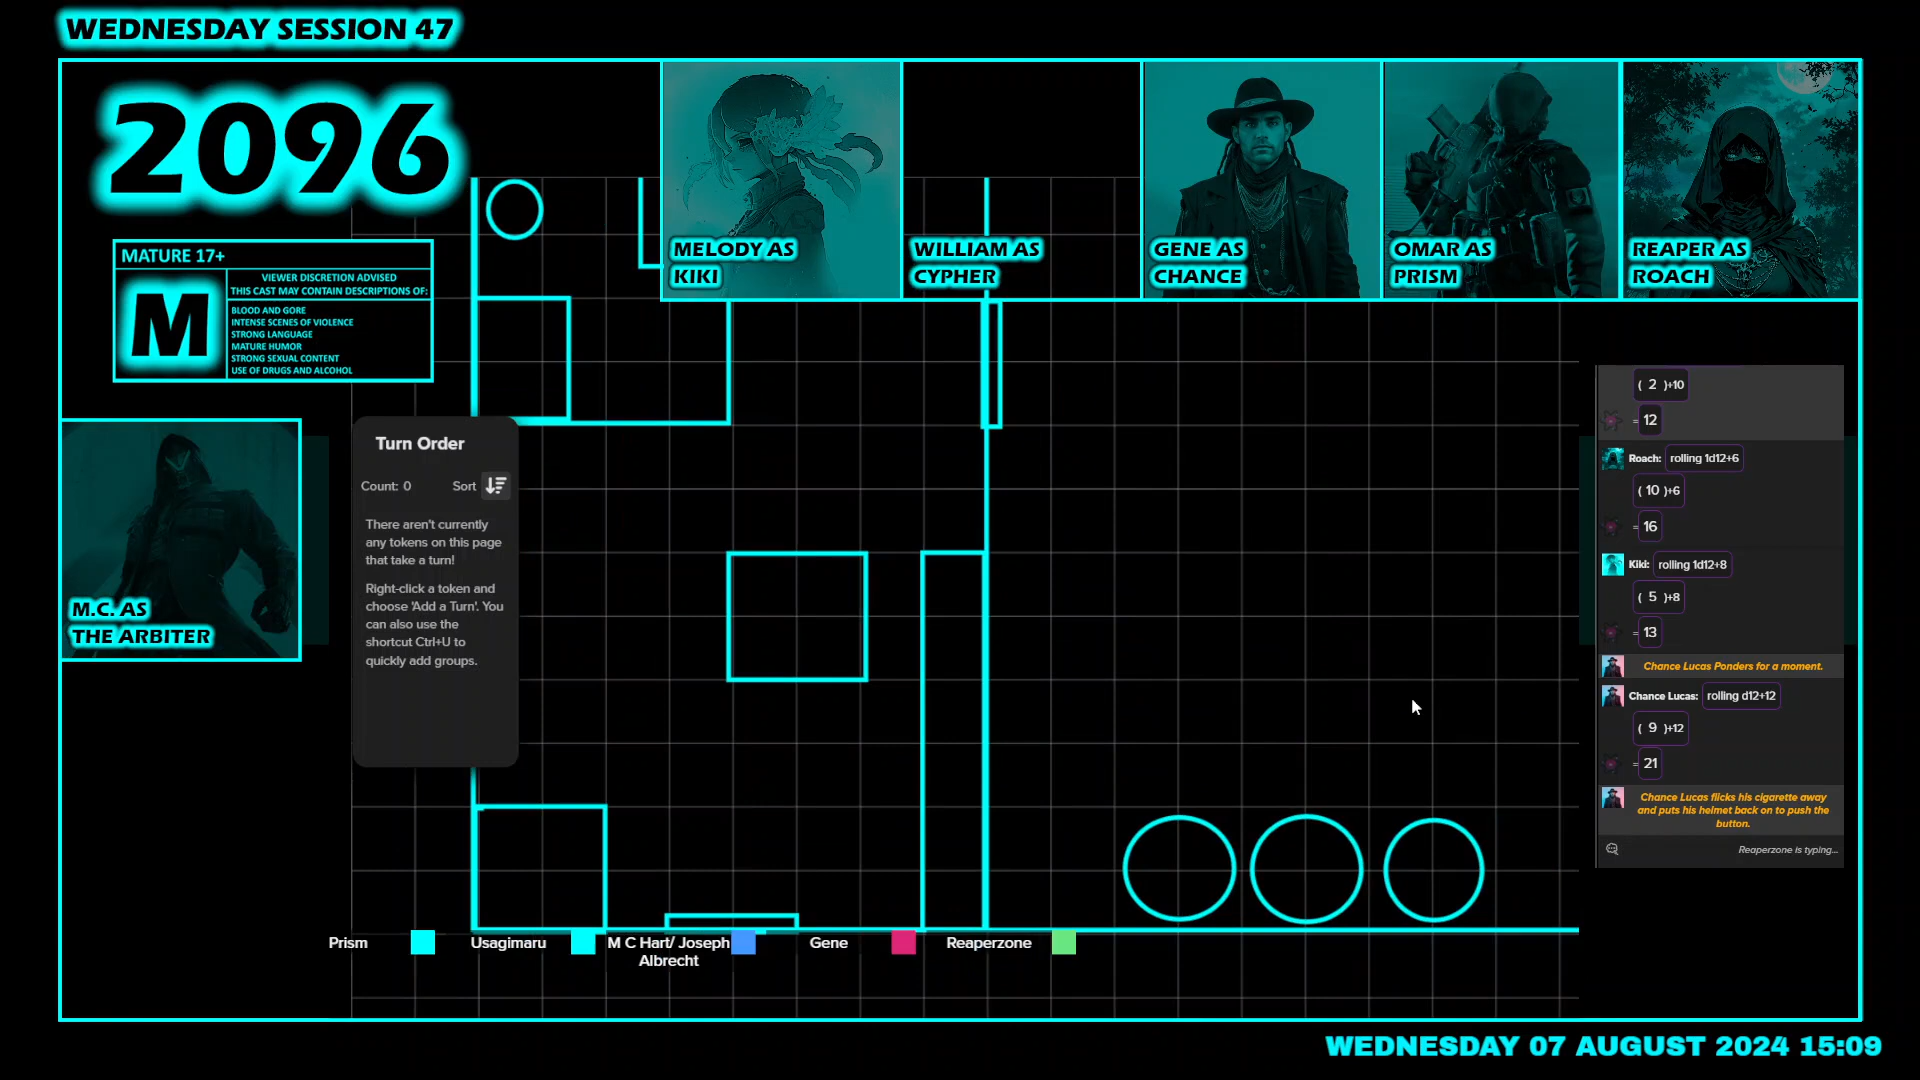 WEDNESDAY SESSION 47
2096
MATURE 17+
M
VIEWER DISCRETION ADVISED
THIS CAST MAY CONTAIN DESCRIPTIONS OF:
BLOOD AND GORE
INTENSE SCENES OF VIOLENCE
STRONG LANGUAGE
MATURE HUMOR
STRONG SEXUAL CONTENT
USE OF DRUGS AND ALCOHOL
MELODY AS
KIKI
WILLIAM AS
CYPHER
GENE AS
CHANCE
OMAR AS
PRISM
REAPER AS
ROACH
M.C. AS
THE ARBITER
Turn Order
Count: 0 Sort
There aren't currently
any tokens on this page
that take a turn!
Right-click a token and
choose 'Add a Turn'. You
can also use the
shortcut Ctrl+U to
quickly add groups.
( 2 )+10
=12
Roach: rolling 1d12+6
( 10 )+6
=16
Kiki: rolling 1d12+8
( 5 )+8
=13
Chance Lucas Ponders for a moment.
Chance Lucas: rolling d12+12
( 9 )+12
=21
Chance Lucas flicks his cigarette away
and puts his helmet back on to push the
button.
Reaperzone is typing...
Prism
Usagimaru
M C Hart/ Joseph
Albrecht
Gene
Reaperzone
WEDNESDAY 07 AUGUST 2024 15:09